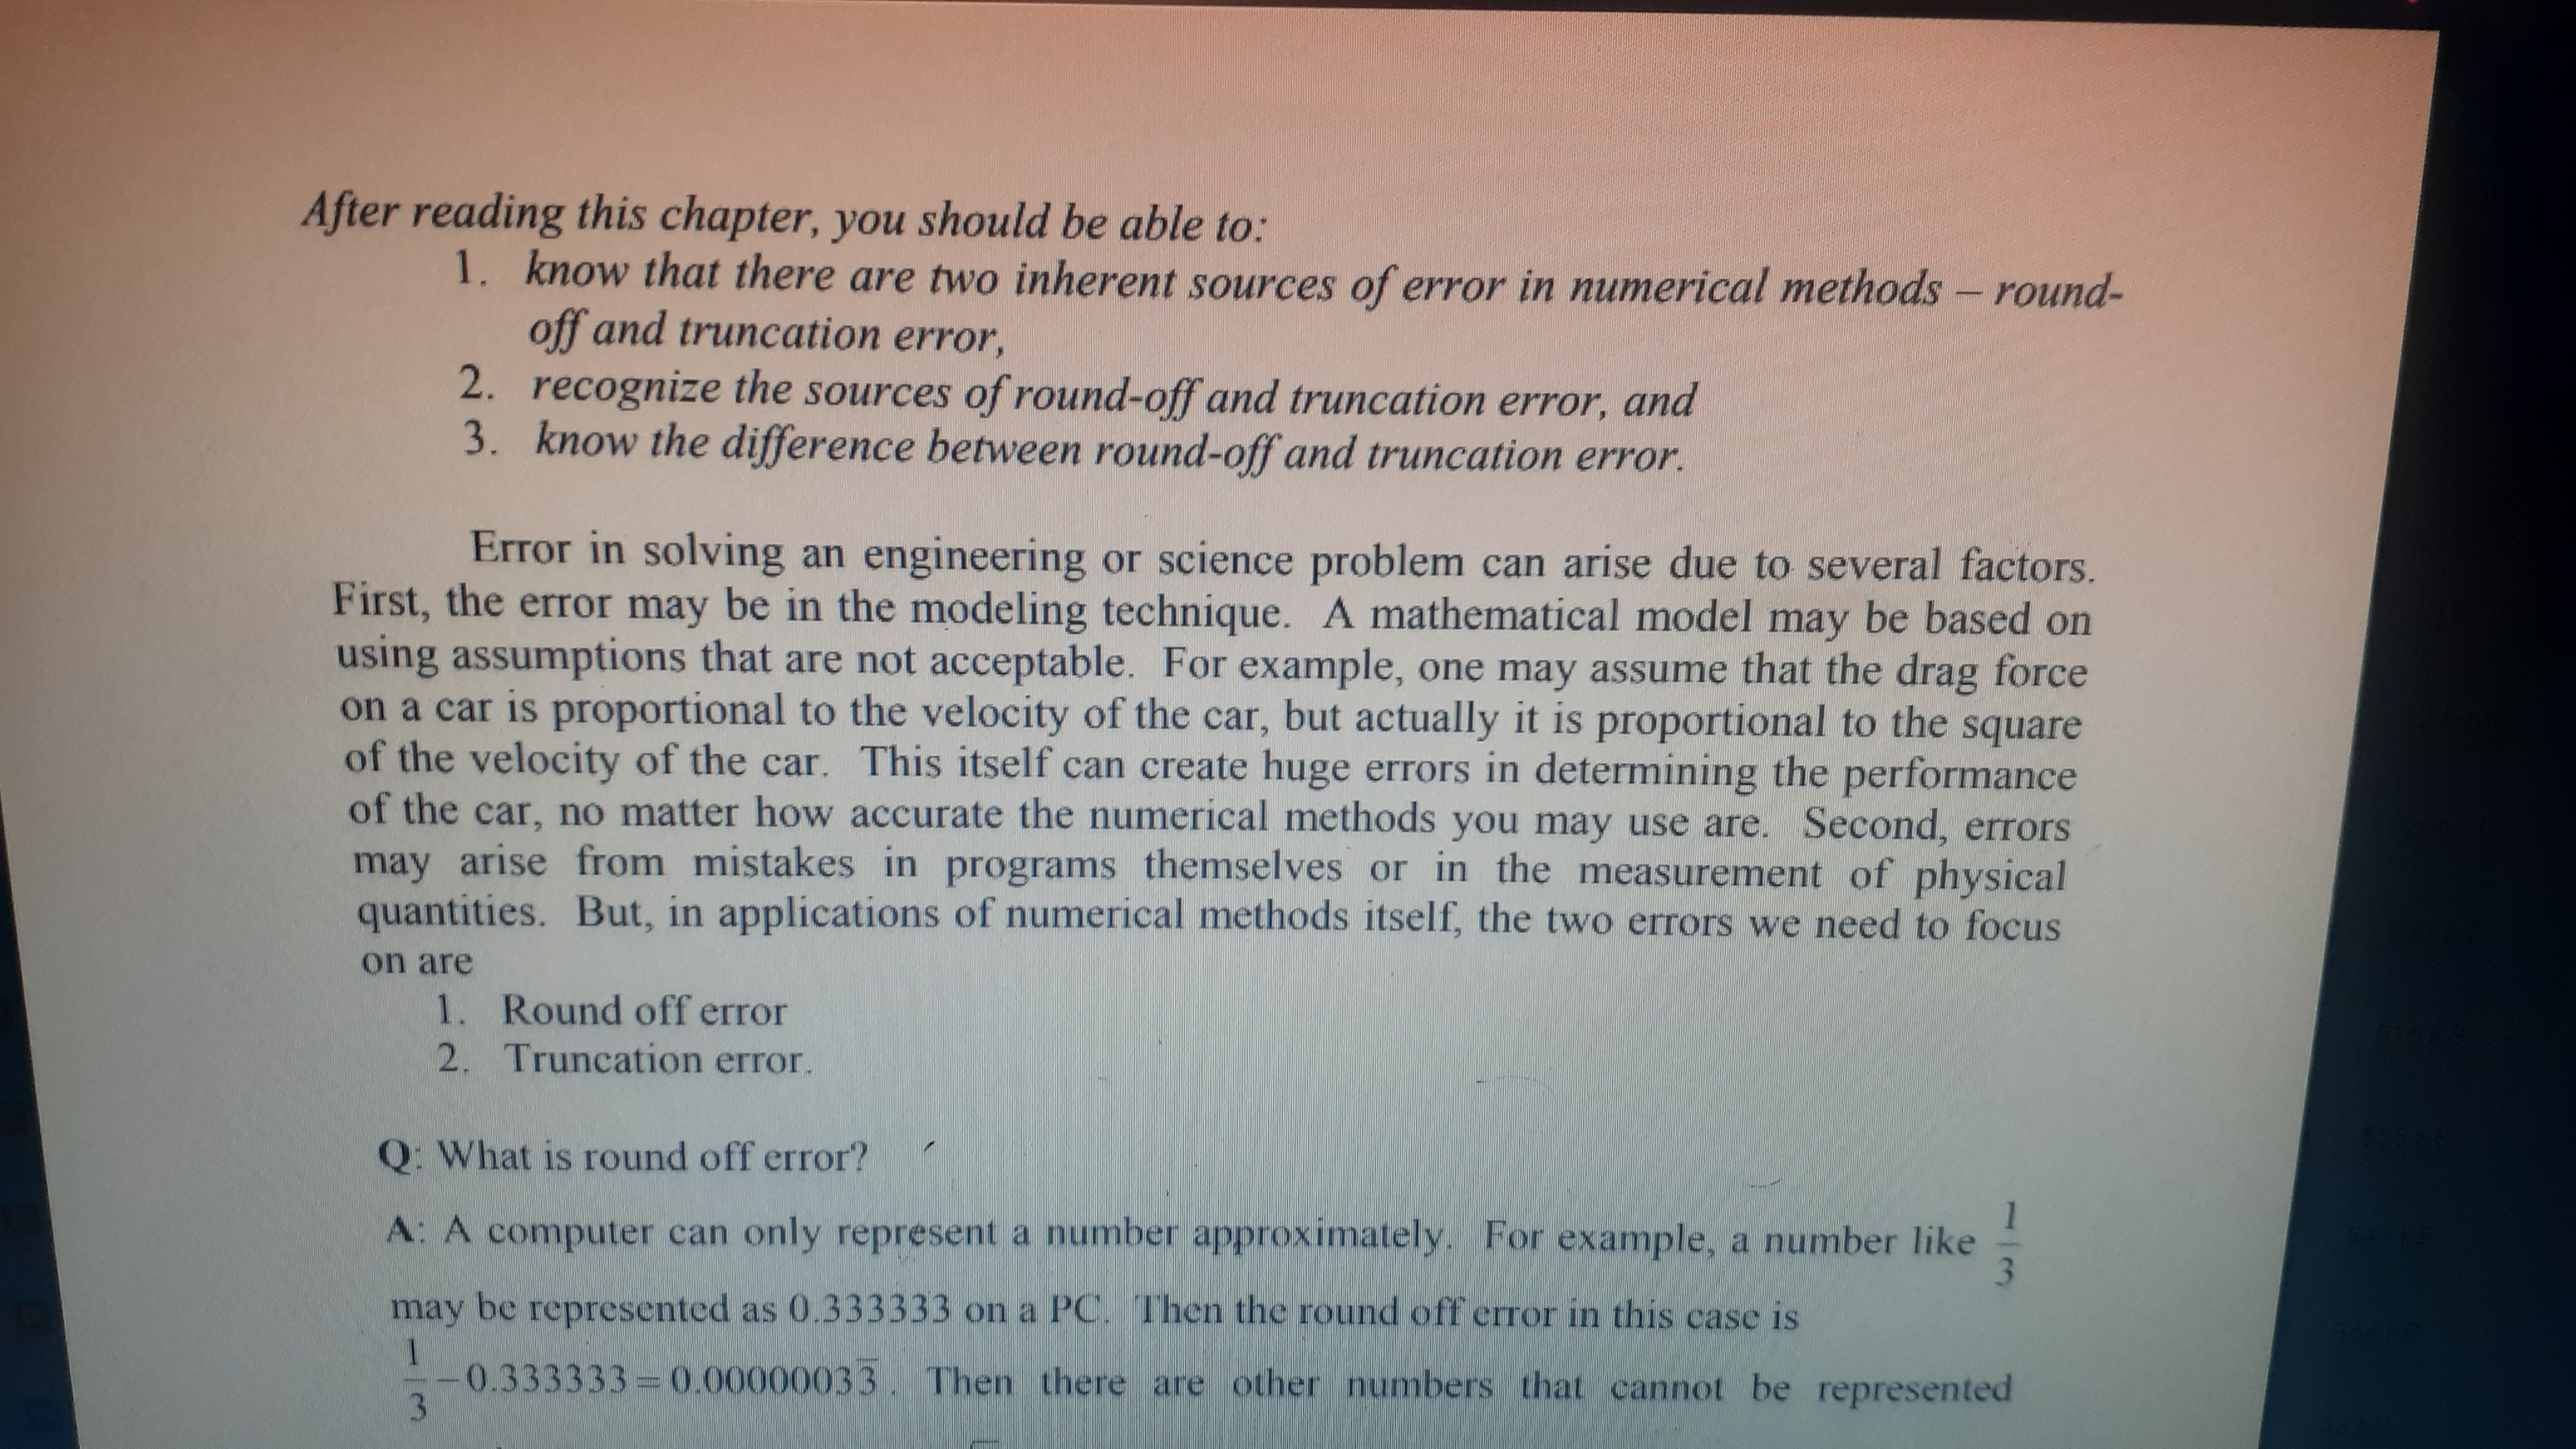 After reading this chapter, you should be able to:
1. know that there are two inherent sources of error in numerical methods – round-
off and truncation error,
2. recognize the sources of round-off and truncation error, and
3. know the difference between round-off and truncation error.
Error in solving an engineering or science problem can arise due to several factors.
First, the error may be in the modeling technique. A mathematical model may be based on
using assumptions that are not acceptable. For example, one may assume that the drag force
on a car is proportional to the velocity of the car, but actually it is proportional to the square
of the velocity of the car. This itself can create huge errors in determining the performance
of the car, no matter how accurate the numerical methods you may use are. Second, errors
may arise from mistakes in programs themselves or in the measurement of physical
quantities. But, in applications of numerical methods itself, the two errors we need to focus
on are
1. Round off error
2. Truncation error.
Q: What is round off error?
A: A computer can only represent a number approximately. For example, a number like 1/3
may be represented as 0.333333 on a PC. Then the round off error in this case is
1/3 − 0.333333 = 0.00000033̅. Then there are other numbers that cannot be represented